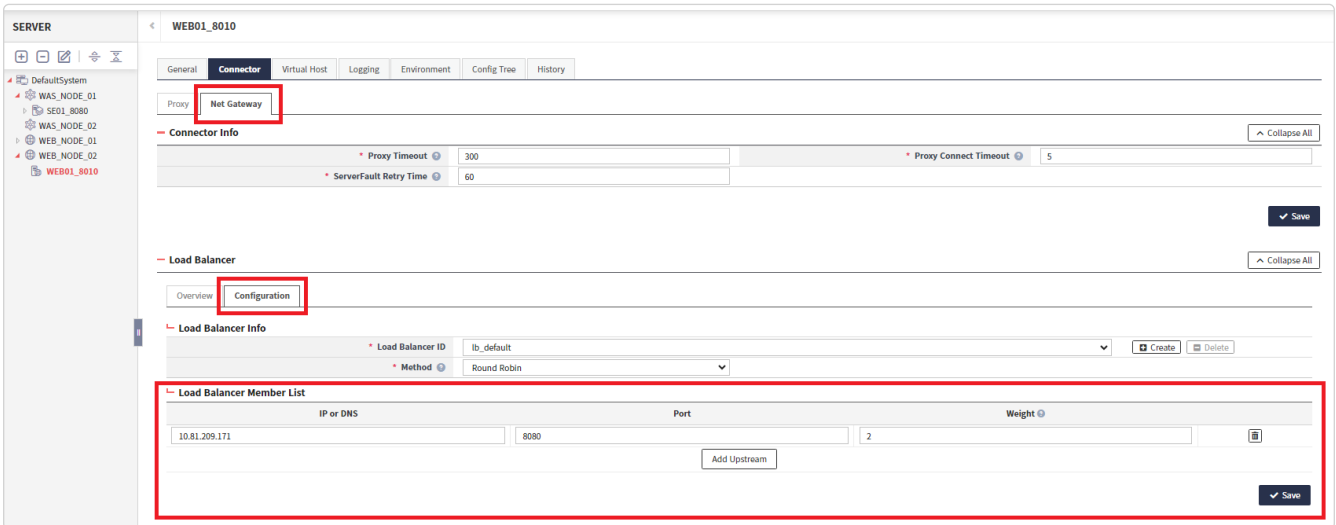 SERVER
WEB01_8010
DefaultSystem
WAS_NODE_01
SE01_8080
WAS_NODE_02
WEB_NODE_01
WEB_NODE_02
WEB01_8010
General Connector Virtual Host Logging Environment Config Tree History
Proxy Net Gateway
Connector Info Collapse All
* Proxy Timeout 300 * Proxy Connect Timeout 5
* ServerFault Retry Time 60
Save
Load Balancer Collapse All
Overview Configuration
Load Balancer Info
* Load Balancer ID lb_default Create Delete
* Method Round Robin
Load Balancer Member List
IP or DNS Port Weight
10.81.209.171 8080 2
Add Upstream
Save